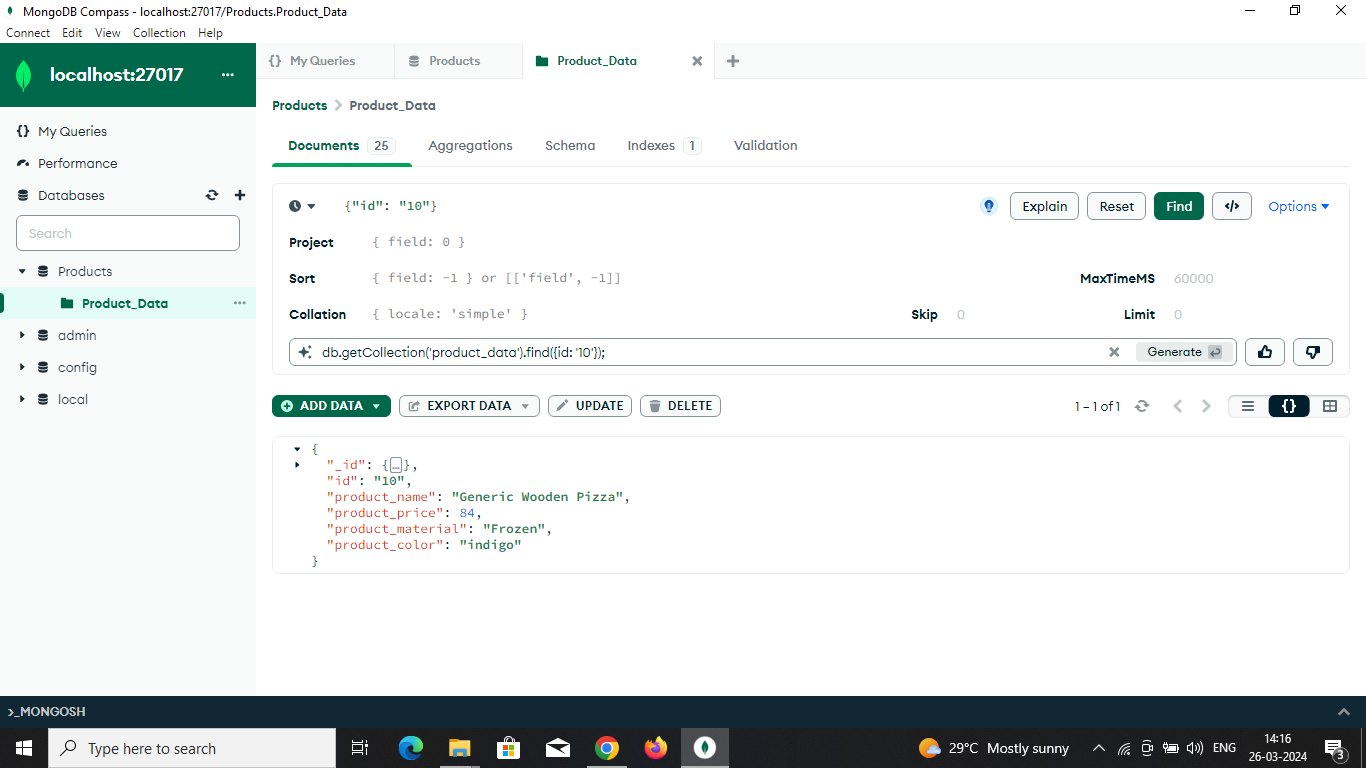 MongoDB Compass - localhost:27017/Products.Product_Data
Connect Edit View Collection Help
localhost:27017 ...
{} My Queries
Performance
Databases
Search
Products
Product_Data ...
admin
config
local
{} My Queries Products Product_Data
Products > Product_Data
Documents 25 Aggregations Schema Indexes 1 Validation
{"id": "10"} Explain Reset Find </> Options
Project { field: 0 }
Sort { field: -1 } or [['field', -1]] MaxTimeMS 60000
Collation { locale: 'simple' } Skip 0 Limit 0
db.getCollection('product_data').find({id: '10'}); Generate
ADD DATA EXPORT DATA UPDATE DELETE 1 – 1 of 1 {}
{
"_id": {...},
"id": "10",
"product_name": "Generic Wooden Pizza",
"product_price": 84,
"product_material": "Frozen",
"product_color": "indigo"
}
>_MONGOSH
Type here to search 29°C Mostly sunny ENG 14:16
26-03-2024 3